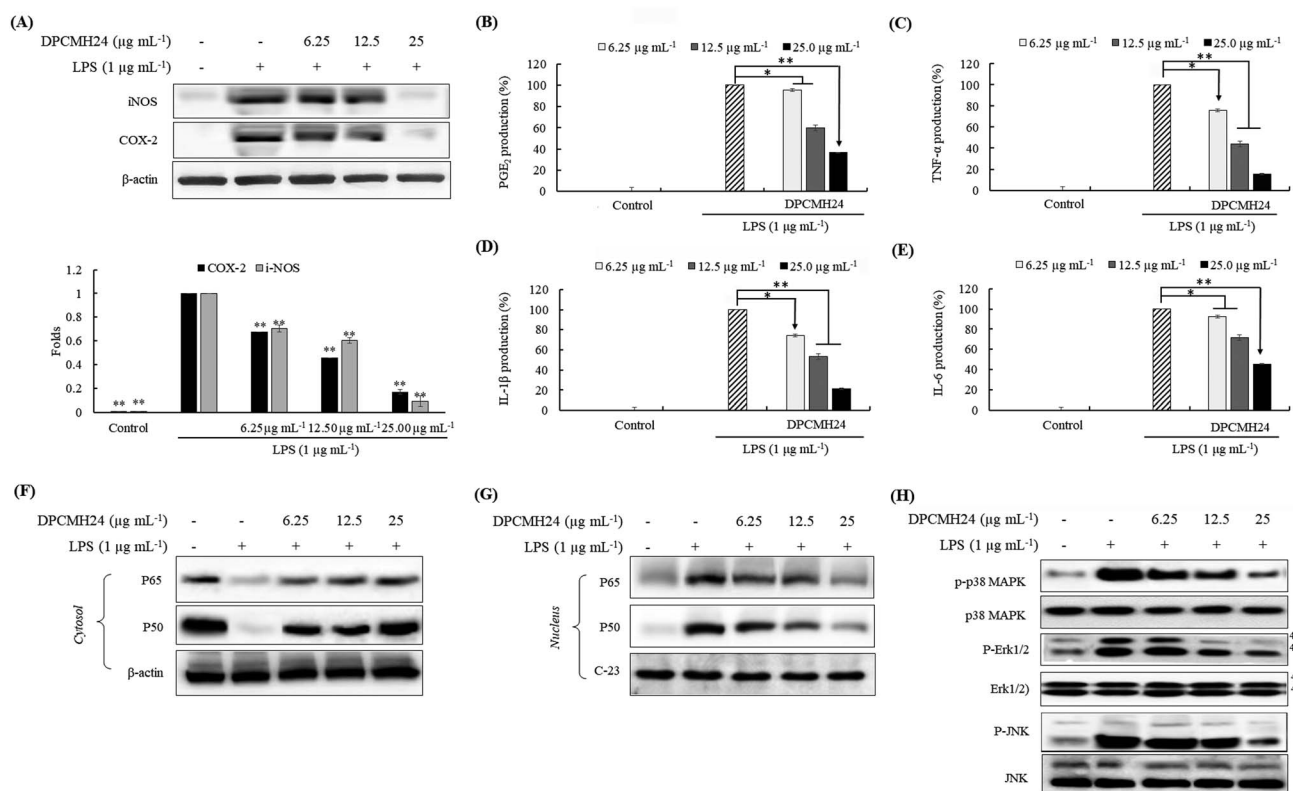 (A)
DPCMH24 (µg mL-1) - - 6.25 12.5 25
LPS (1 µg mL-1) - + + + +
iNOS
COX-2
β-actin
COX-2 i-NOS
Folds
1.2
1
0.8
0.6
0.4
0.2
0
** ** ** ** ** ** ** **
Control 6.25 µg mL-1 12.50 µg mL-1 25.00 µg mL-1
LPS (1 µg mL-1)
(B)
6.25 µg mL-1 12.5 µg mL-1 25.0 µg mL-1
**
*
PGE2 production (%)
120
100
80
60
40
20
0
Control DPCMH24
LPS (1 µg mL-1)
(C)
6.25 µg mL-1 12.5 µg mL-1 25.0 µg mL-1
**
*
TNF-α production (%)
120
100
80
60
40
20
0
Control DPCMH24
LPS (1 µg mL-1)
(D)
6.25 µg mL-1 12.5 µg mL-1 25.0 µg mL-1
**
*
IL-1β production (%)
120
100
80
60
40
20
0
Control DPCMH24
LPS (1 µg mL-1)
(E)
6.25 µg mL-1 12.5 µg mL-1 25.0 µg mL-1
**
*
IL-6 production (%)
120
100
80
60
40
20
0
Control DPCMH24
LPS (1 µg mL-1)
(F)
DPCMH24 (µg mL-1) - - 6.25 12.5 25
LPS (1 µg mL-1) - + + + +
Cytosol
P65
P50
β-actin
(G)
DPCMH24 (µg mL-1) - - 6.25 12.5 25
LPS (1 µg mL-1) - + + + +
Nucleus
P65
P50
C-23
(H)
DPCMH24 (µg mL-1) - - 6.25 12.5 25
LPS (1 µg mL-1) - + + + +
p-p38 MAPK
p38 MAPK
P-Erk1/2
Erk1/2)
P-JNK
JNK